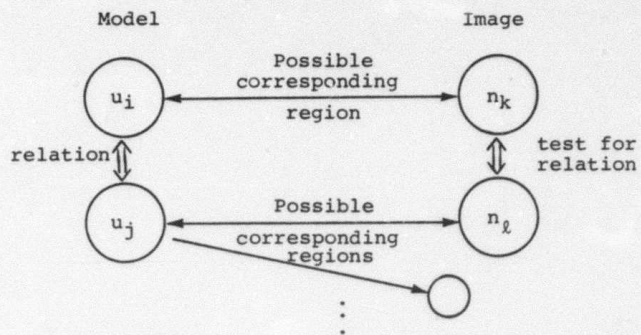 Model Image
Possible
corresponding
region
u_i n_k
relation
test for
relation
u_j n_ℓ
Possible
corresponding
regions